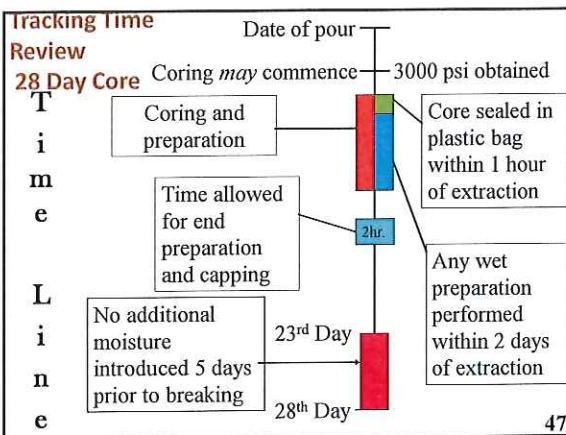 Tracking Time
Review
28 Day Core
T
i
m
e
L
i
n
e
Date of pour
Coring may commence
3000 psi obtained
Coring and
preparation
Core sealed in
plastic bag
within 1 hour
of extraction
Time allowed
for end
preparation
and capping
2hr.
Any wet
preparation
performed
within 2 days
of extraction
No additional
moisture
introduced 5 days
prior to breaking
23rd Day
28th Day
47